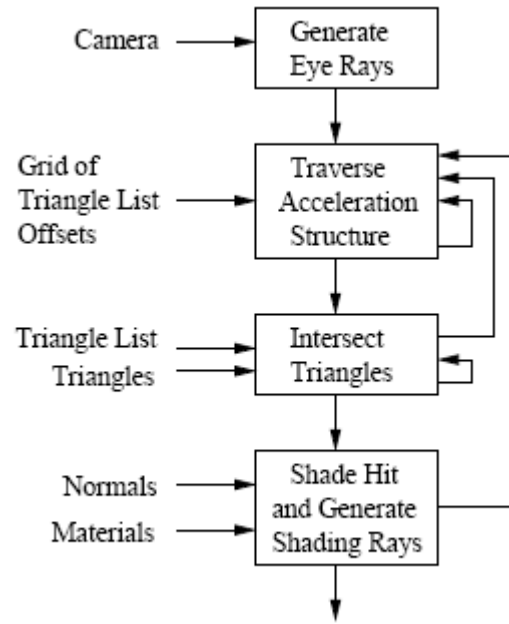 Camera
Generate
Eye Rays
Grid of
Triangle List
Offsets
Traverse
Acceleration
Structure
Triangle List
Triangles
Intersect
Triangles
Normals
Materials
Shade Hit
and Generate
Shading Rays